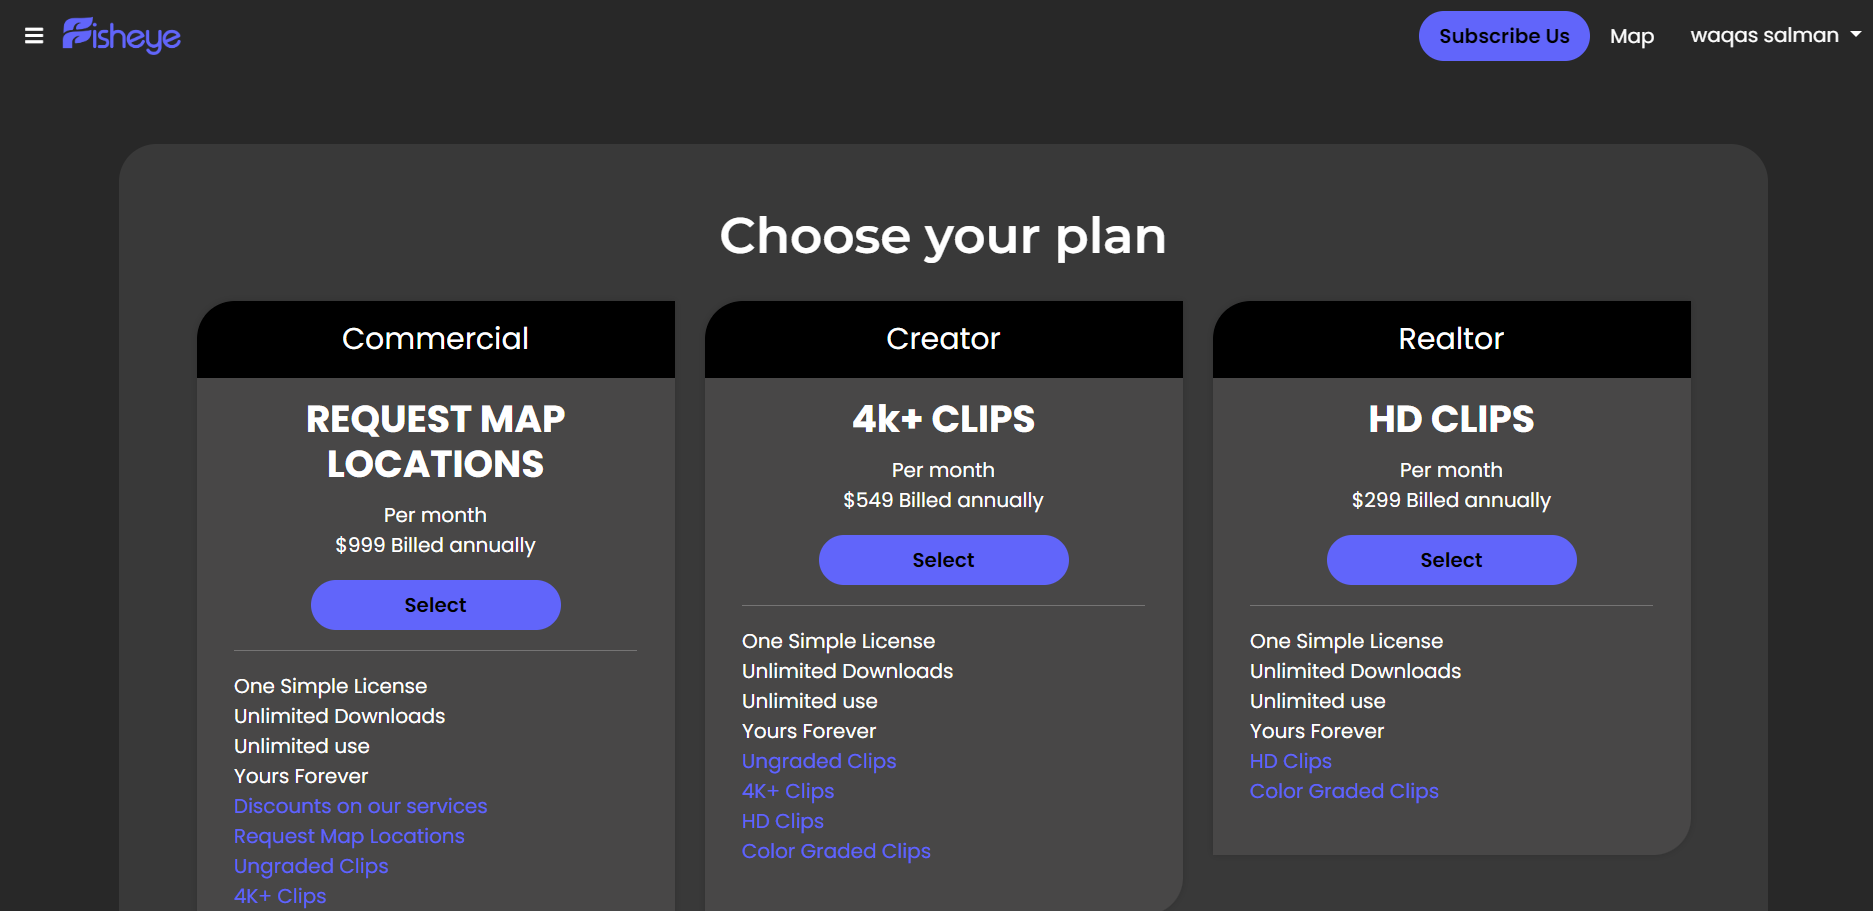 Fisheye
Subscribe Us
Map
waqas salman
Choose your plan
Commercial
REQUEST MAP
LOCATIONS
Per month
$999 Billed annually
Select
One Simple License
Unlimited Downloads
Unlimited use
Yours Forever
Discounts on our services
Request Map Locations
Ungraded Clips
4K+ Clips
Creator
4k+ CLIPS
Per month
$549 Billed annually
Select
One Simple License
Unlimited Downloads
Unlimited use
Yours Forever
Ungraded Clips
4K+ Clips
HD Clips
Color Graded Clips
Realtor
HD CLIPS
Per month
$299 Billed annually
Select
One Simple License
Unlimited Downloads
Unlimited use
Yours Forever
HD Clips
Color Graded Clips